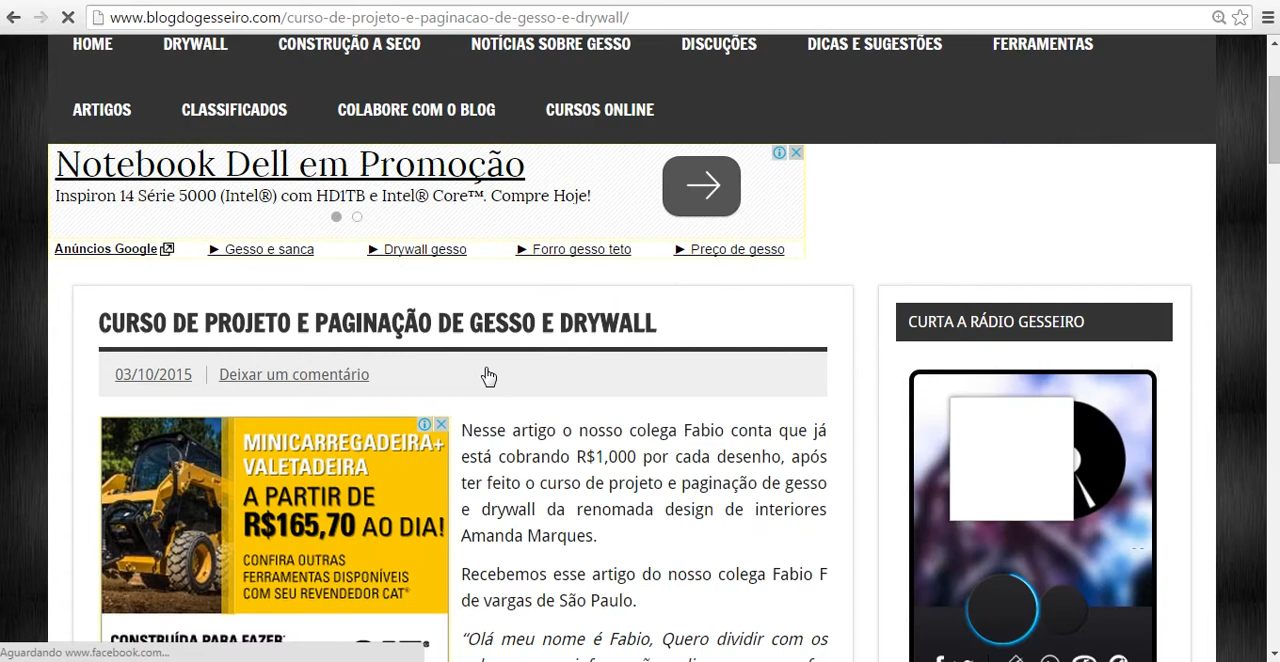 www.blogdogesseiro.com/curso-de-projeto-e-paginacao-de-gesso-e-drywall/
HOME DRYWALL CONSTRUÇÃO A SECO NOTÍCIAS SOBRE GESSO DISCUÇÕES DICAS E SUGESTÕES FERRAMENTAS
ARTIGOS CLASSIFICADOS COLABORE COM O BLOG CURSOS ONLINE
Notebook Dell em Promoção
Inspiron 14 Série 5000 (Intel®) com HD1TB e Intel® Core™. Compre Hoje!
Anúncios Google ► Gesso e sanca ► Drywall gesso ► Forro gesso teto ► Preço de gesso
CURSO DE PROJETO E PAGINAÇÃO DE GESSO E DRYWALL
03/10/2015 Deixar um comentário
MINICARREGADEIRA+
VALETADEIRA
A PARTIR DE
R$165,70 AO DIA!
CONFIRA OUTRAS
FERRAMENTAS DISPONÍVEIS
COM SEU REVENDEDOR CAT®
CONSTRUÍDA PARA FAZER.
Nesse artigo o nosso colega Fabio conta que já
está cobrando R$1,000 por cada desenho, após
ter feito o curso de projeto e paginação de gesso
e drywall da renomada design de interiores
Amanda Marques.
Recebemos esse artigo do nosso colega Fabio F
de vargas de São Paulo.
“Olá meu nome é Fabio, Quero dividir com os
CURTA A RÁDIO GESSEIRO
Aguardando www.facebook.com...